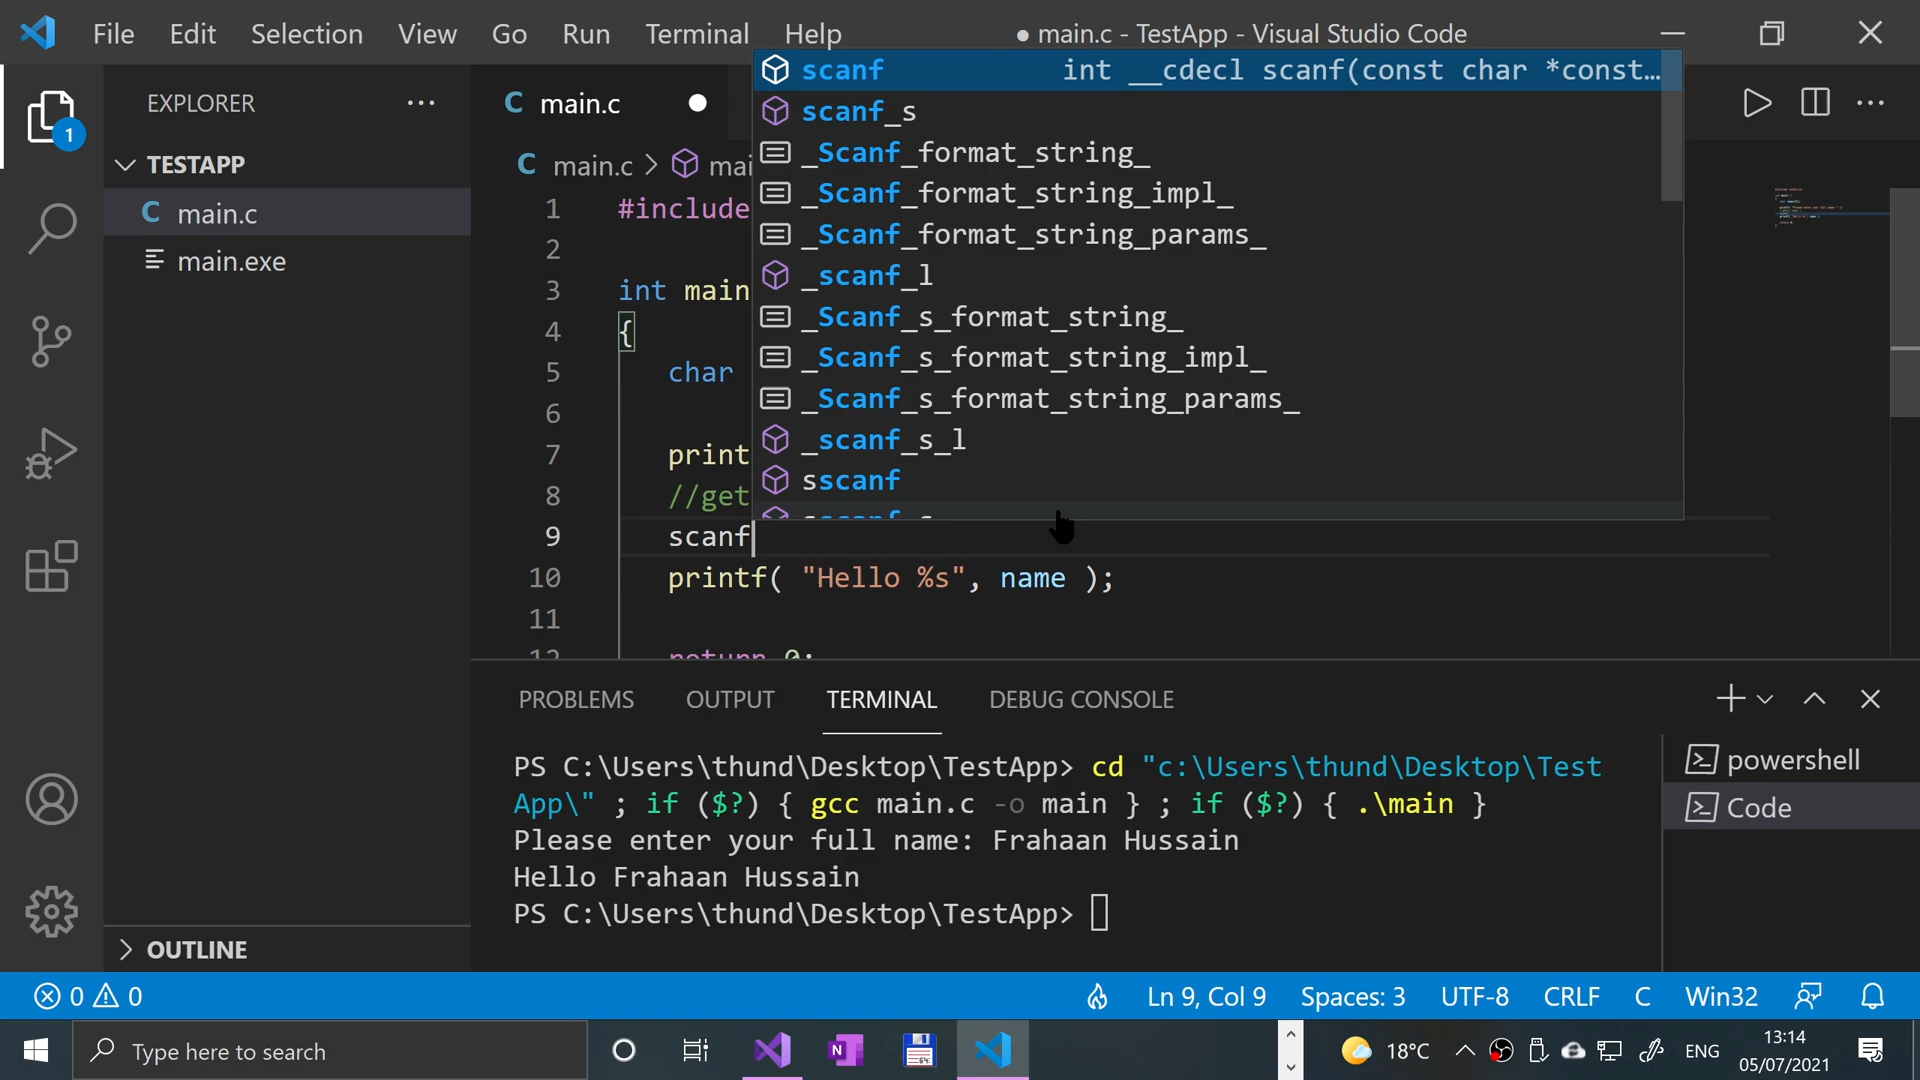 File Edit Selection View Go Run Terminal Help ● main.c - TestApp - Visual Studio Code
EXPLORER
TESTAPP
C main.c
main.exe
OUTLINE
1
C main.c
C main.c > mai
1 #include
2
3 int main
4 {
5 char
6
7 print
8 //get
9 scanf
10 printf( "Hello %s", name );
11
12 return 0;
scanf int __cdecl scanf(const char *const…
scanf_s
_Scanf_format_string_
_Scanf_format_string_impl_
_Scanf_format_string_params_
_scanf_l
_Scanf_s_format_string_
_Scanf_s_format_string_impl_
_Scanf_s_format_string_params_
_scanf_s_l
sscanf
PROBLEMS OUTPUT TERMINAL DEBUG CONSOLE
PS C:\Users\thund\Desktop\TestApp> cd "c:\Users\thund\Desktop\Test
App\" ; if ($?) { gcc main.c -o main } ; if ($?) { .\main }
Please enter your full name: Frahaan Hussain
Hello Frahaan Hussain
PS C:\Users\thund\Desktop\TestApp>
powershell
Code
0 0 Ln 9, Col 9 Spaces: 3 UTF-8 CRLF C Win32
Type here to search
N
64
18°C
ENG
13:14
05/07/2021